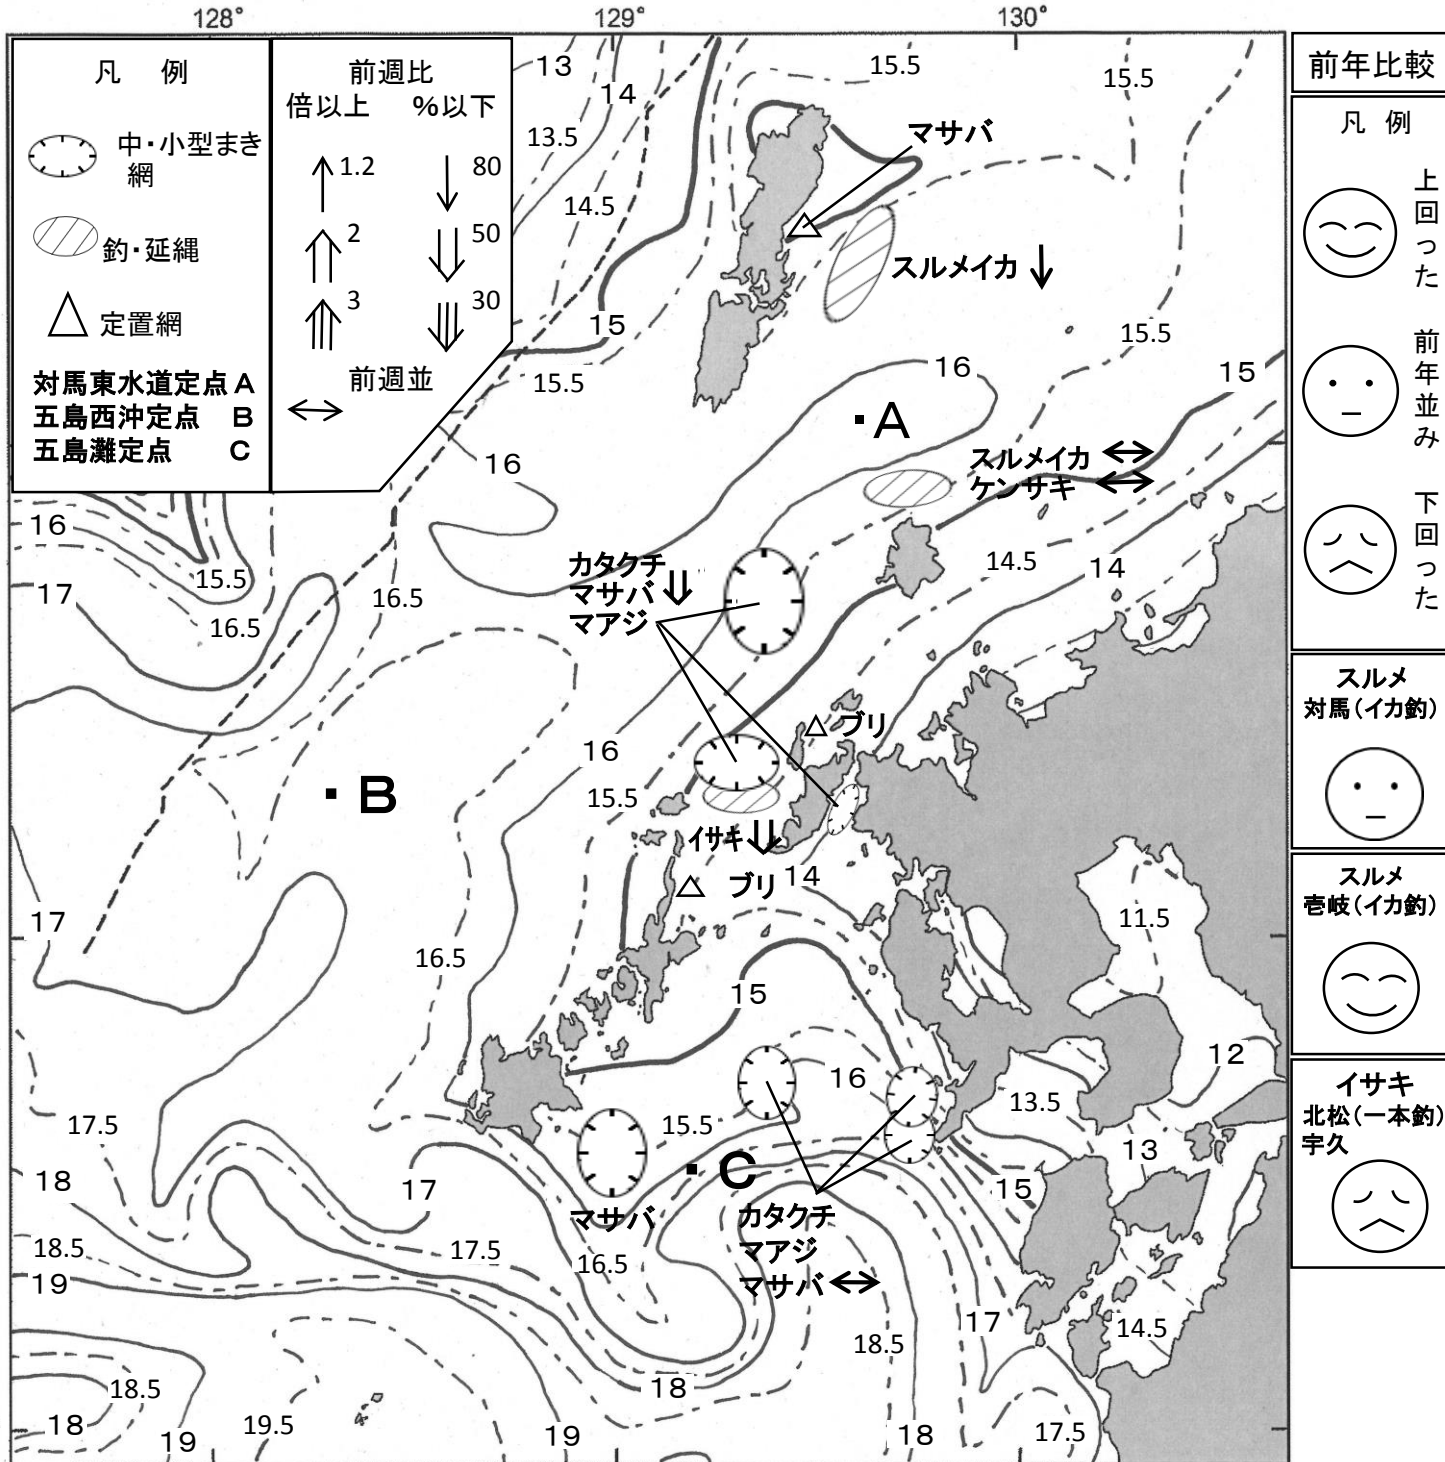 128°
129°
130°
凡 例
中・小型まき
網
釣・延縄
定置網
対馬東水道定点 A
五島西沖定点 B
五島灘定点 C
前週比
倍以上 %以下
1.2 80
2 50
3 30
前週並
前年比較
凡 例
上回った
前年並み
下回った
スルメ
対馬(イカ釣)
スルメ
壱岐(イカ釣)
イサキ
北松(一本釣)
宇久
13
14
13.5
14.5
15
15.5
15.5
15.5
15.5
マサバ
スルメイカ
16
15
A
スルメイカ
ケンサキ
16
16
15.5
17
16.5
16.5
14.5
14
カタクチ
マサバ
マアジ
ブリ
16
15.5
B
イサキ
ブリ
14
17
16.5
15
11.5
12
16
13.5
13
15.5
17.5
18
17
C
15
マサバ
カタクチ
マアジ
マサバ
18.5
17.5
16.5
19
17
14.5
18.5
18
18.5
18
19
19.5
19
18
17.5